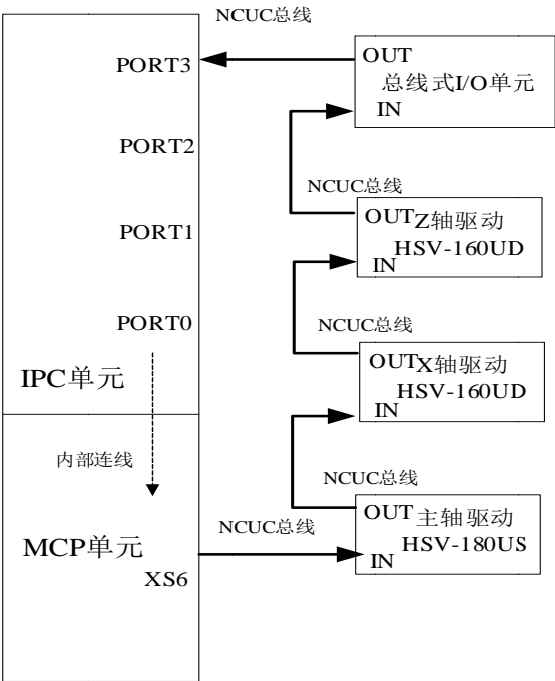 NCUC总线
PORT3
OUT
总线式I/O单元
IN
PORT2
NCUC总线
PORT1
OUT Z轴驱动
HSV-160UD
IN
PORT0
NCUC总线
IPC单元
OUT X轴驱动
HSV-160UD
IN
内部连线
NCUC总线
NCUC总线
OUT 主轴驱动
HSV-180US
IN
MCP单元
XS6